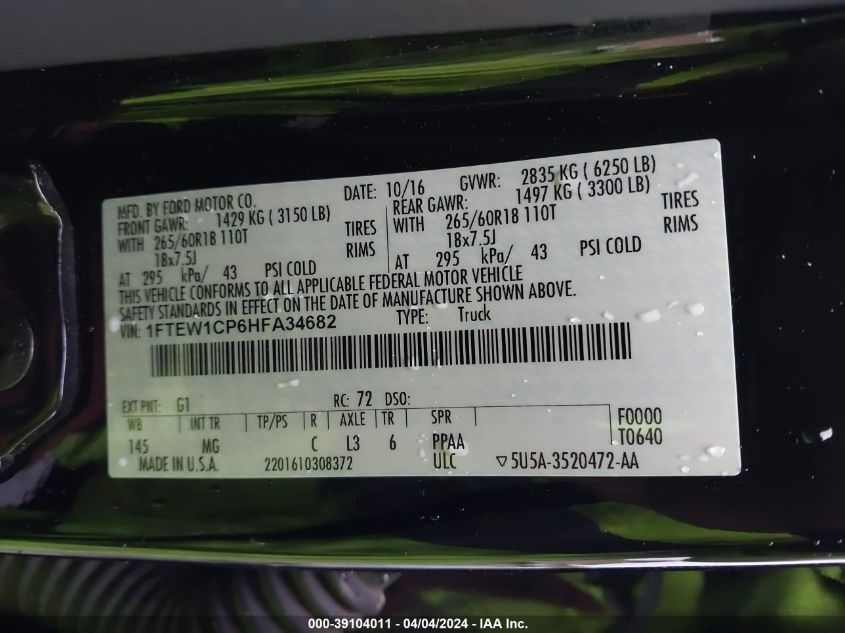 MFD. BY FORD MOTOR CO. DATE: 10/16 GVWR: 2835 KG ( 6250 LB)
FRONT GAWR: 1429 KG ( 3150 LB) REAR GAWR: 1497 KG ( 3300 LB)
WITH 265/60R18 110T TIRES WITH 265/60R18 110T TIRES
18x7.5J RIMS 18x7.5J RIMS
AT 295 kPa/ 43 PSI COLD AT 295 kPa/ 43 PSI COLD
THIS VEHICLE CONFORMS TO ALL APPLICABLE FEDERAL MOTOR VEHICLE
SAFETY STANDARDS IN EFFECT ON THE DATE OF MANUFACTURE SHOWN ABOVE.
VIN: 1FTEW1CP6HFA34682 TYPE: Truck
EXT PNT: G1 RC: 72 DSO:
WB INT TR TP/PS R AXLE TR SPR F0000
145 MG C L3 6 PPAA T0640
MADE IN U.S.A. 2201610308372 ULC ▽5U5A-3520472-AA
000-39104011 - 04/04/2024 - IAA Inc.